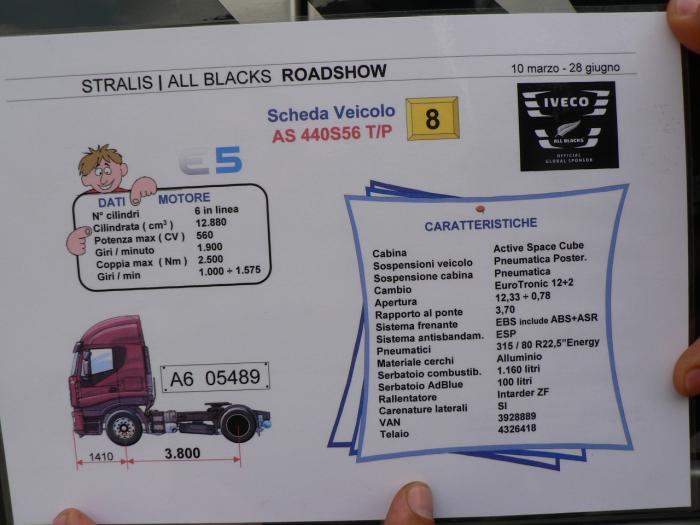 STRALIS | ALL BLACKS ROADSHOW
10 marzo - 28 giugno
Scheda Veicolo
AS 440S56 T/P
8
IVECO
ALL BLACKS
OFFICIAL
GLOBAL SPONSOR
E5
DATI MOTORE
N° cilindri 6 in linea
Cilindrata ( cm³ ) 12.880
Potenza max ( CV ) 560
Giri / minuto 1.900
Coppia max ( Nm ) 2.500
Giri / min 1.000 ÷ 1.575
CARATTERISTICHE
Cabina Active Space Cube
Sospensioni veicolo Pneumatica Poster.
Sospensione cabina Pneumatica
Cambio EuroTronic 12+2
Apertura 12,33 ÷ 0,78
Rapporto al ponte 3,70
Sistema frenante EBS include ABS+ASR
Sistema antisbandam. ESP
Pneumatici 315 / 80 R22,5"Energy
Materiale cerchi Alluminio
Serbatoio combustib. 1.160 litri
Serbatoio AdBlue 100 litri
Rallentatore Intarder ZF
Carenature laterali SI
VAN 3928889
Telaio 4326418
A6 05489
1410
3.800